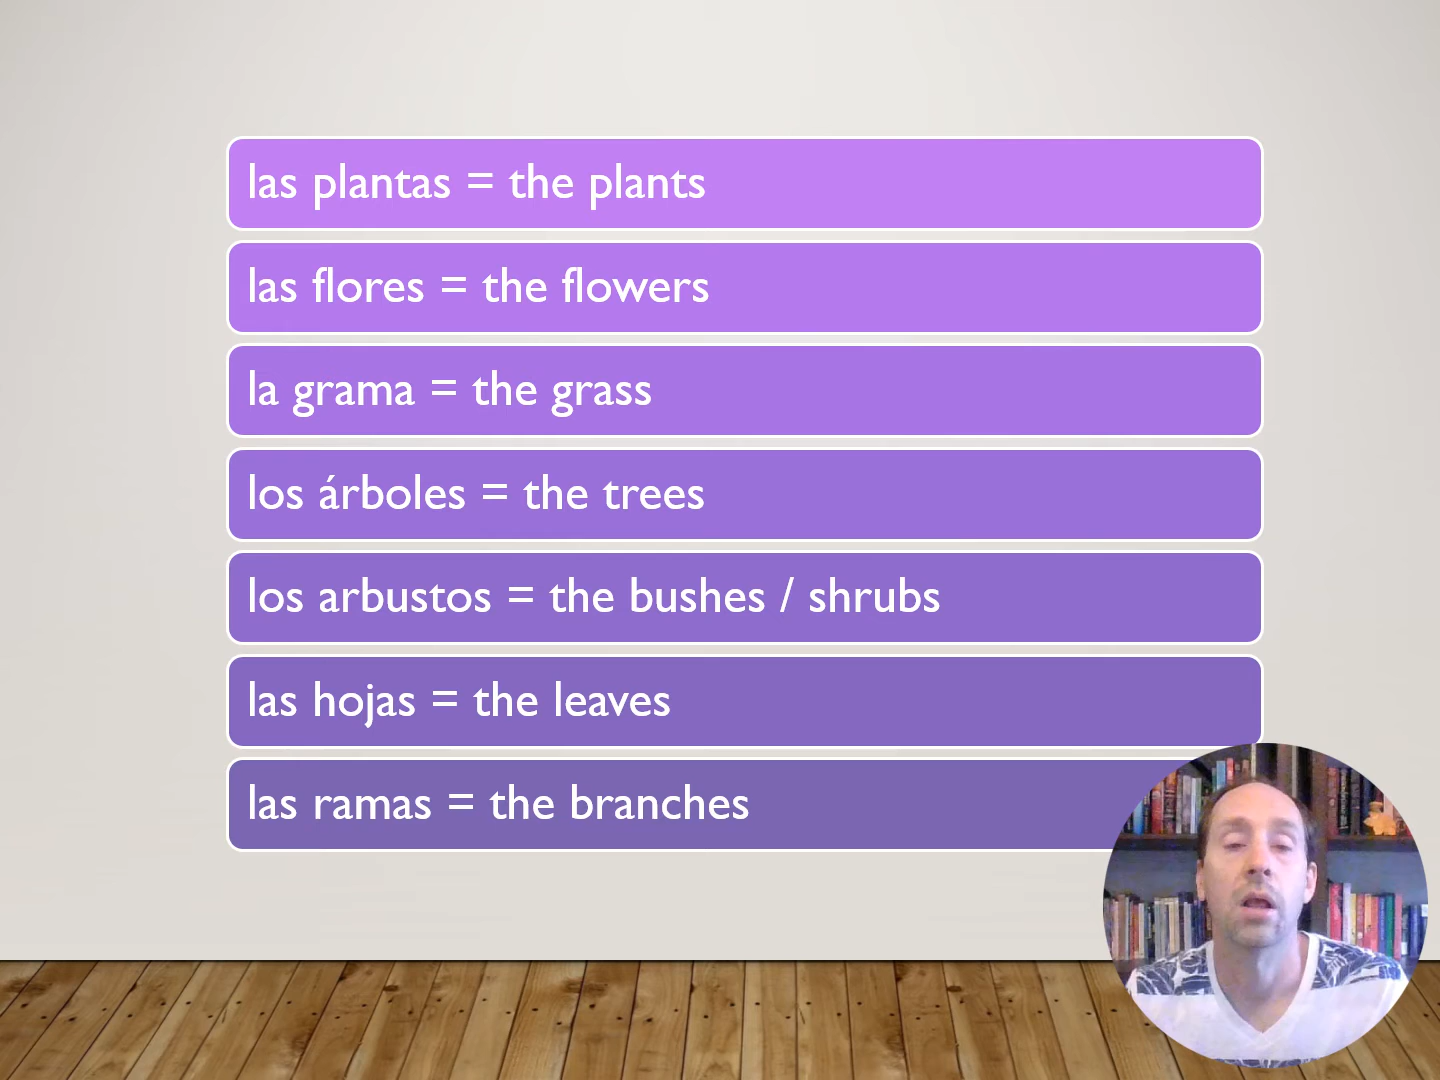 las plantas = the plants
las flores = the flowers
la grama = the grass
los árboles = the trees
los arbustos = the bushes / shrubs
las hojas = the leaves
las ramas = the branches